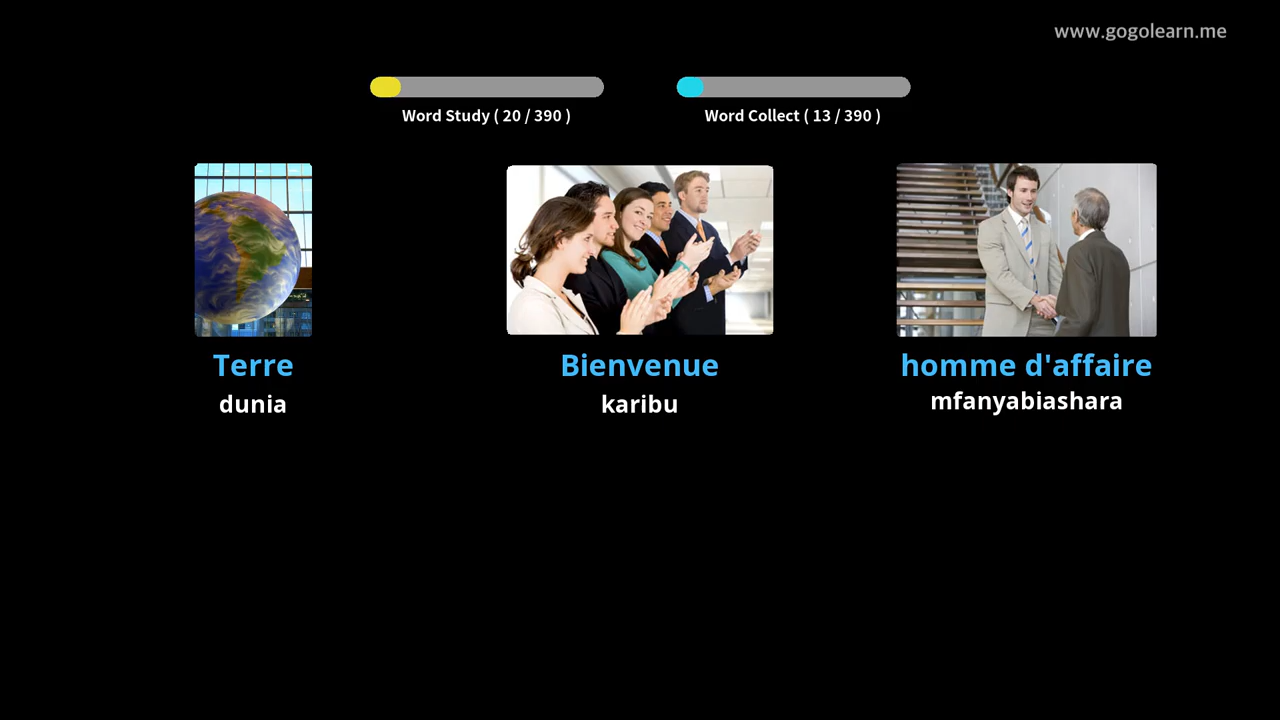 www.gogolearn.me
Word Study ( 20 / 390 )
Word Collect ( 13 / 390 )
Terre
dunia
Bienvenue
karibu
homme d'affaire
mfanyabiashara